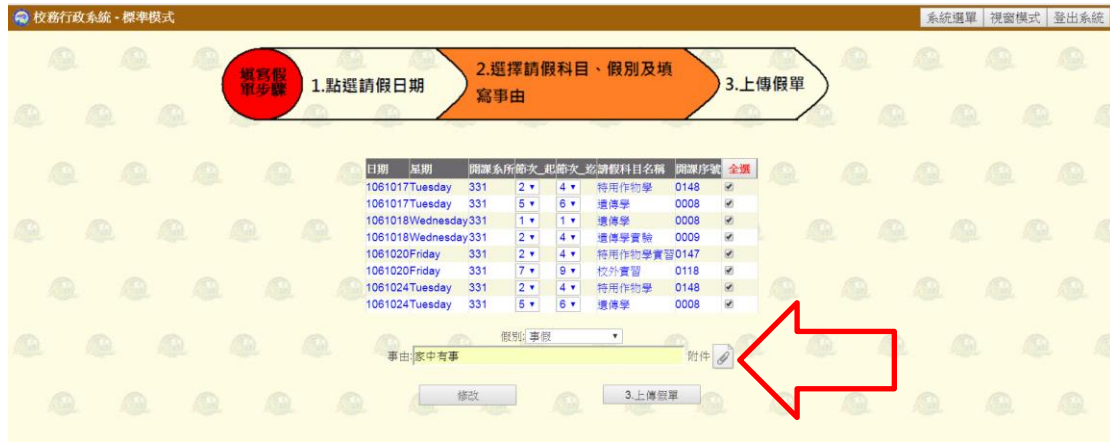 校務行政系統 - 標準模式
系統選單 視窗模式 登出系統
填寫假
單步驟
1.點選請假日期
2.選擇請假科目、假別及填
寫事由
3.上傳假單
日期 星期 開課系所 節次_起 節次_迄 請假科目名稱 開課序號 全選
1061017 Tuesday 331 2 4 特用作物學 0148
1061017 Tuesday 331 5 6 遺傳學 0008
1061018 Wednesday 331 1 1 遺傳學 0008
1061018 Wednesday 331 2 4 遺傳學實驗 0009
1061020 Friday 331 2 4 特用作物學實習 0147
1061020 Friday 331 7 9 校外實習 0118
1061024 Tuesday 331 2 4 特用作物學 0148
1061024 Tuesday 331 5 6 遺傳學 0008
假別: 事假
事由: 家中有事 附件
修改 3.上傳假單